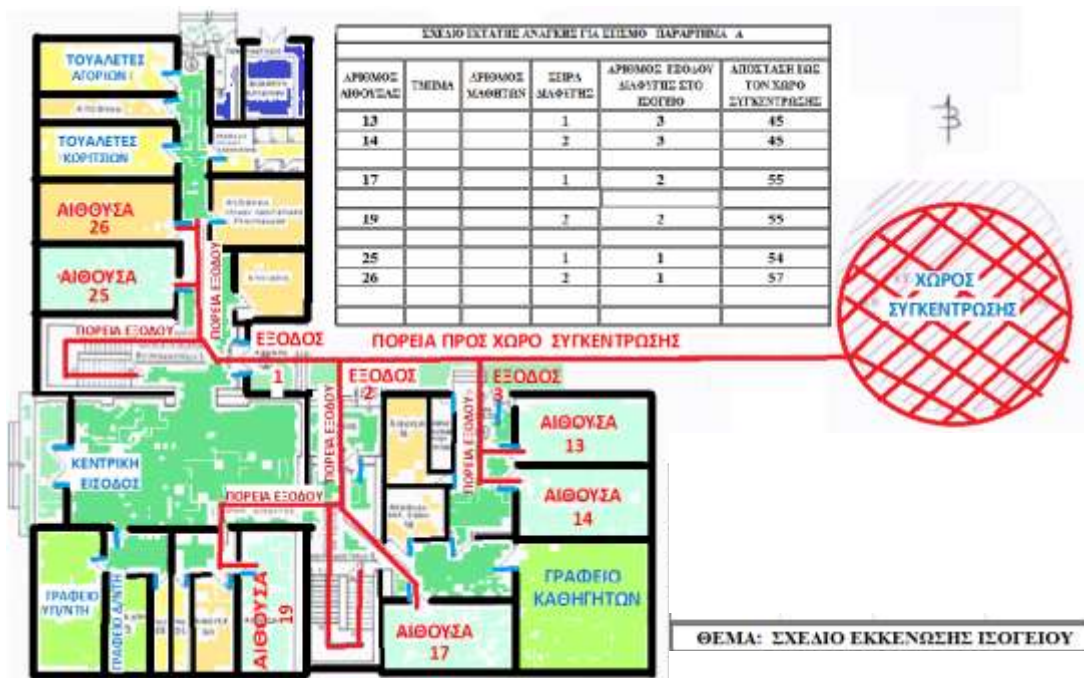 ΣΧΕΔΙΟ ΕΚΤΑΤΗΣ ΑΝΑΓΚΗΣ ΓΙΑ ΣΕΙΣΜΟ ΠΑΡΑΡΤΗΜΑ Α
ΑΡΙΘΜΟΣ ΑΙΘΟΥΣΑΣ ΤΜΗΜΑ ΑΡΙΘΜΟΣ ΜΑΘΗΤΩΝ ΣΕΙΡΑ ΔΙΑΦΥΓΗΣ ΑΡΙΘΜΟΣ ΕΞΟΔΟΥ ΔΙΑΦΥΓΗΣ ΣΤΟ ΙΣΟΓΕΙΟ ΑΠΟΣΤΑΣΗ ΕΩΣ ΤΟΝ ΧΩΡΟ ΣΥΓΚΕΝΤΡΩΣΗΣ
13 1 3 45
14 2 3 45
17 1 2 55
19 2 2 55
25 1 1 54
26 2 1 57
ΤΟΥΑΛΕΤΕΣ
ΑΓΟΡΙΩΝ
ΤΟΥΑΛΕΤΕΣ
ΚΟΡΙΤΣΙΩΝ
ΑΙΘΟΥΣΑ
26
ΑΙΘΟΥΣΑ
25
ΠΟΡΕΙΑ ΕΞΟΔΟΥ
ΠΟΡΕΙΑ ΕΞΟΔΟΥ
ΕΞΟΔΟΣ
1
ΠΟΡΕΙΑ ΠΡΟΣ ΧΩΡΟ ΣΥΓΚΕΝΤΡΩΣΗΣ
ΧΩΡΟΣ
ΣΥΓΚΕΝΤΡΩΣΗΣ
ΕΞΟΔΟΣ
2
ΕΞΟΔΟΣ
3
ΠΟΡΕΙΑ ΕΞΟΔΟΥ
ΠΟΡΕΙΑ ΕΞΟΔΟΥ
ΑΙΘΟΥΣΑ
13
ΑΙΘΟΥΣΑ
14
ΚΕΝΤΡΙΚΗ
ΕΙΣΟΔΟΣ
ΠΟΡΕΙΑ ΕΞΟΔΟΥ
ΓΡΑΦΕΙΟ
ΥΠ/ΝΤΗ
ΓΡΑΦΕΙΟ Δ/ΝΤΗ
ΑΙΘΟΥΣΑ
19
ΑΙΘΟΥΣΑ
17
ΓΡΑΦΕΙΟ
ΚΑΘΗΓΗΤΩΝ
ΘΕΜΑ: ΣΧΕΔΙΟ ΕΚΚΕΝΩΣΗΣ ΙΣΟΓΕΙΟΥ